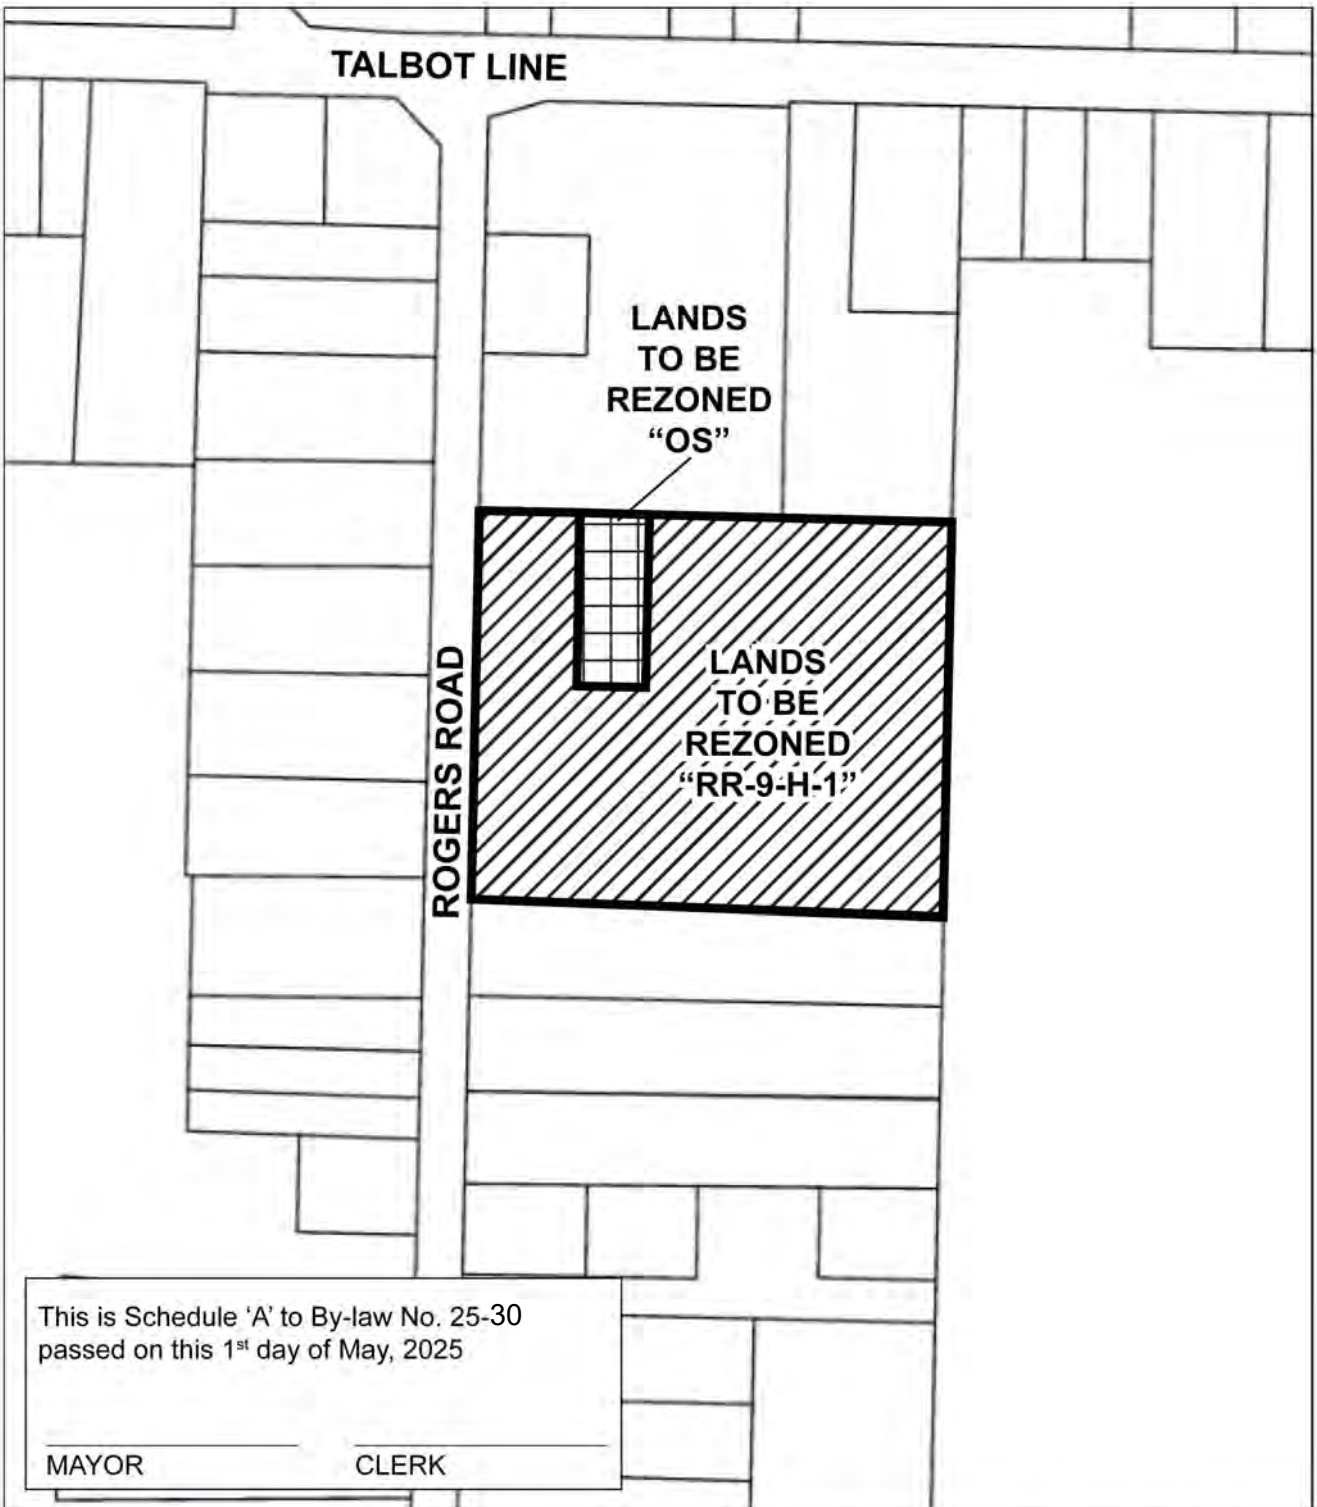 TALBOT LINE
LANDS
TO BE
REZONED
“OS”
ROGERS ROAD
LANDS
TO BE
REZONED
“RR-9-H-1”
This is Schedule ‘A’ to By-law No. 25-30
passed on this 1st day of May, 2025
MAYOR
CLERK